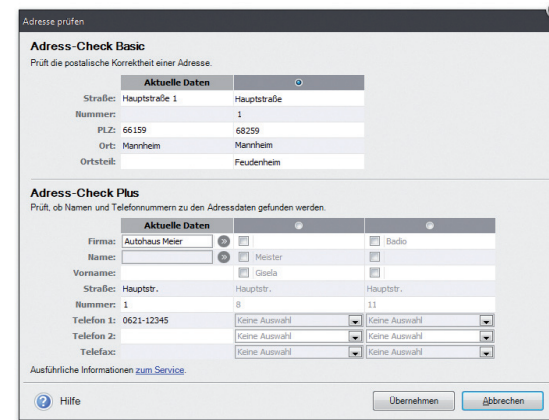 Adresse prüfen
Adress-Check Basic
Prüft die postalische Korrektheit einer Adresse.
Aktuelle Daten
Straße: Hauptstraße 1 Hauptstraße
Nummer: 1
PLZ: 66159 68259
Ort: Mannheim Mannheim
Ortsteil: Feudenheim
Adress-Check Plus
Prüft, ob Namen und Telefonnummern zu den Adressdaten gefunden werden.
Aktuelle Daten
Firma: Autohaus Meier Badio
Name: Meister
Vorname: Gisela
Straße: Hauptstr. Hauptstr. Hauptstr.
Nummer: 1 8 11
Telefon 1: 0621-12345 Keine Auswahl Keine Auswahl
Telefon 2: Keine Auswahl Keine Auswahl
Telefax: Keine Auswahl Keine Auswahl
Ausführliche Informationen zum Service.
Hilfe Übernehmen Abbrechen